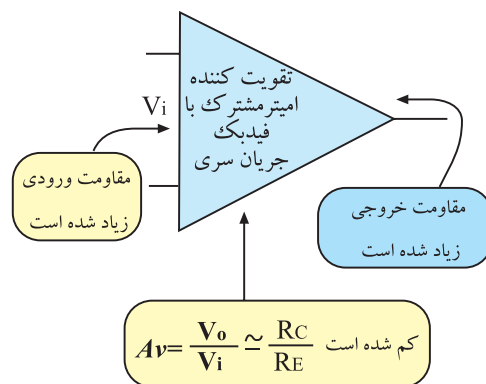 تقویت کننده
امیترمشترک با
فیدبک
جریان سری
Vi
مقاومت ورودی
زیاد شده است
مقاومت خروجی
زیاد شده است
Av= Vo/Vi ≃ RC/RE کم شده است